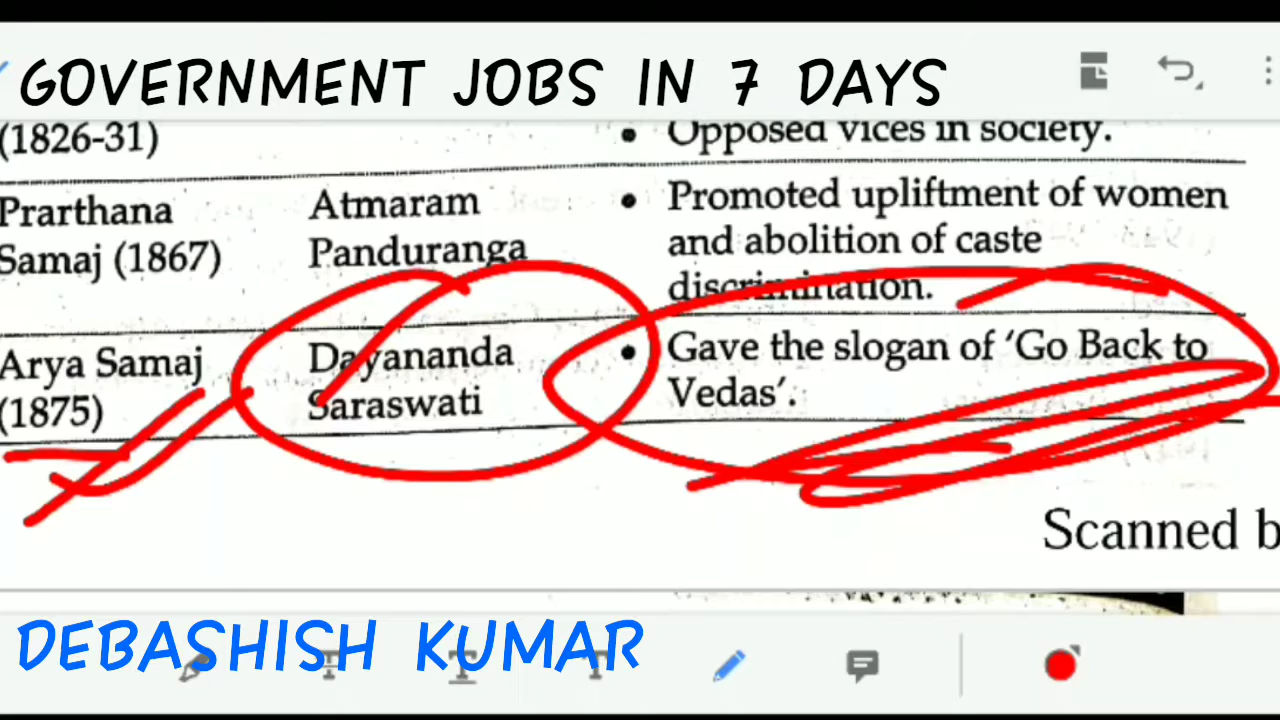 GOVERNMENT JOBS IN 7 DAYS
(1826-31)
• Opposed vices in society.
Prarthana Samaj (1867)
Atmaram Panduranga
• Promoted upliftment of women
and abolition of caste
discrimination.
Arya Samaj
(1875)
Dayananda
Saraswati
• Gave the slogan of ‘Go Back to
Vedas’.
Scanned b
DEBASHISH KUMAR